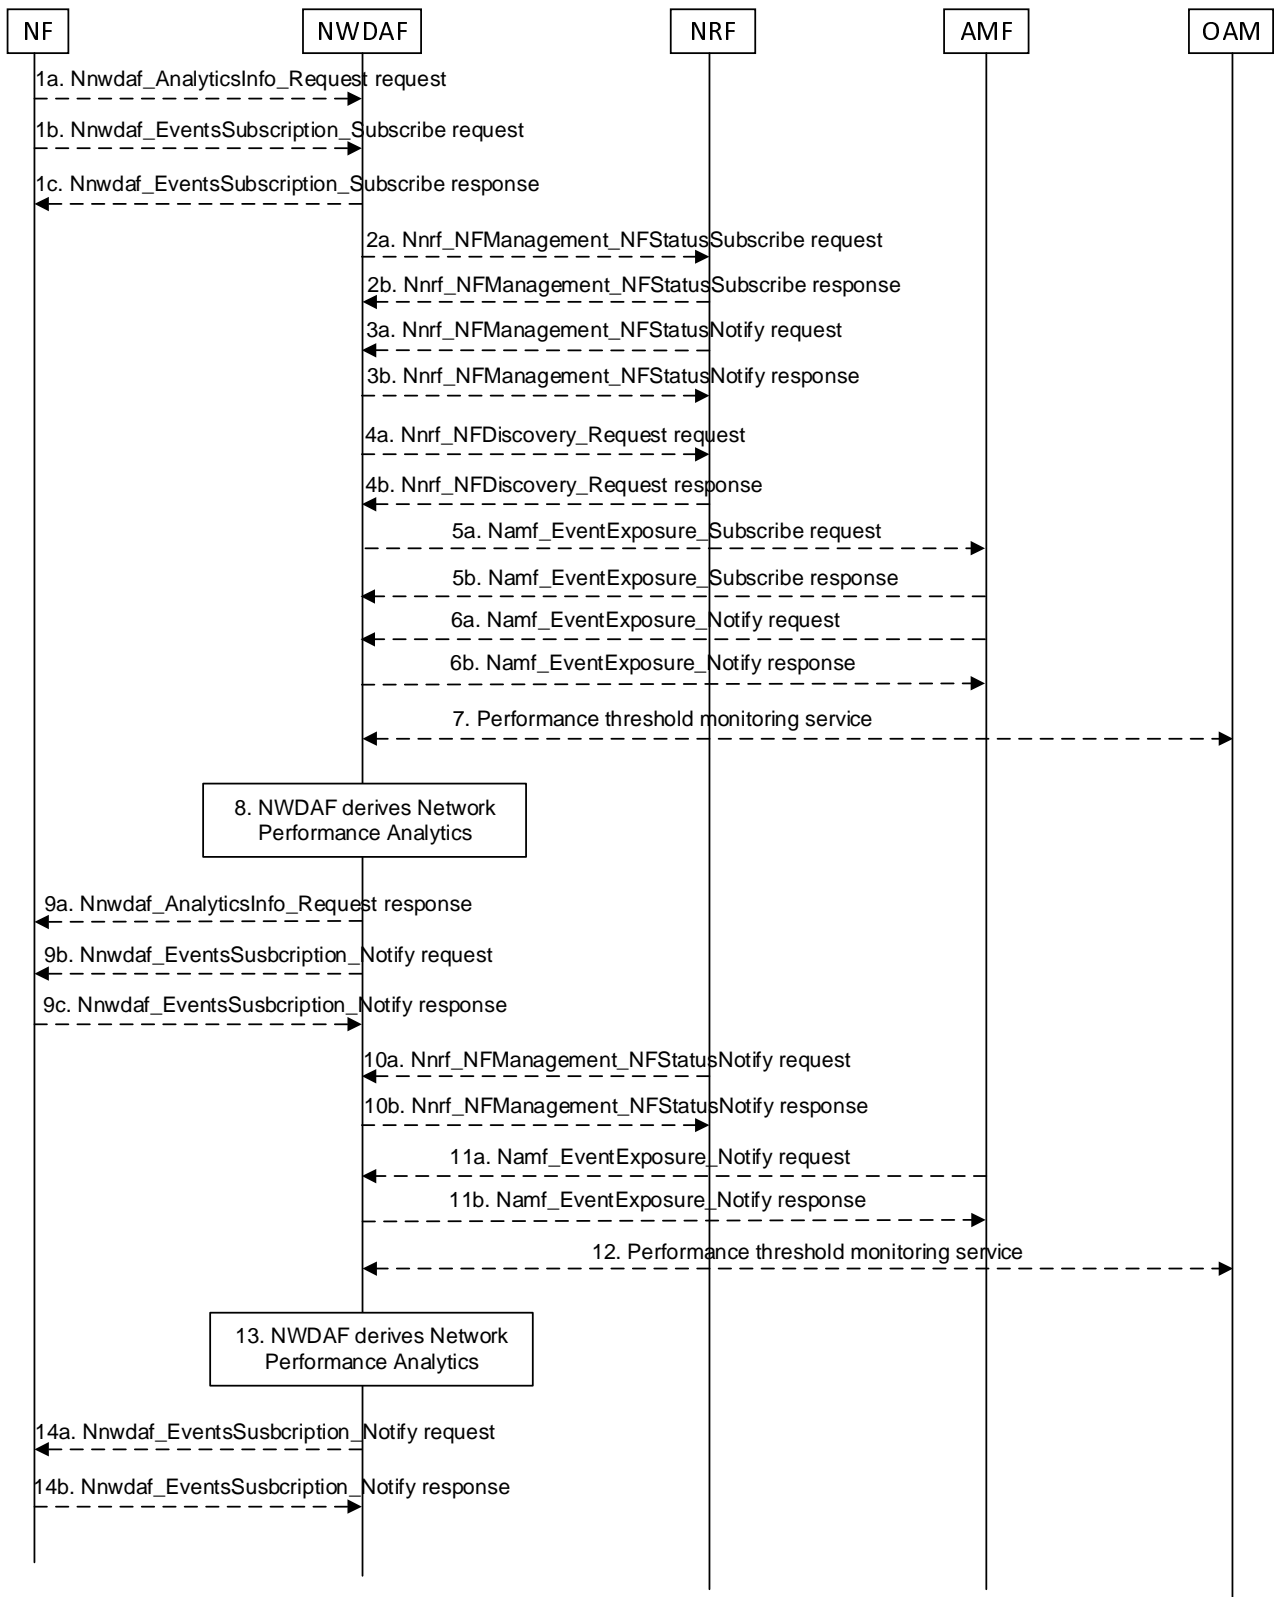 NF
NWDAF
NRF
AMF
OAM
1a. Nnwdaf_AnalyticsInfo_Request request
1b. Nnwdaf_EventsSubscription_Subscribe request
1c. Nnwdaf_EventsSubscription_Subscribe response
2a. Nnrf_NFManagement_NFStatusSubscribe request
2b. Nnrf_NFManagement_NFStatusSubscribe response
3a. Nnrf_NFManagement_NFStatusNotify request
3b. Nnrf_NFManagement_NFStatusNotify response
4a. Nnrf_NFDiscovery_Request request
4b. Nnrf_NFDiscovery_Request response
5a. Namf_EventExposure_Subscribe request
5b. Namf_EventExposure_Subscribe response
6a. Namf_EventExposure_Notify request
6b. Namf_EventExposure_Notify response
7. Performance threshold monitoring service
8. NWDAF derives Network
Performance Analytics
9a. Nnwdaf_AnalyticsInfo_Request response
9b. Nnwdaf_EventsSusbcription_Notify request
9c. Nnwdaf_EventsSusbcription_Notify response
10a. Nnrf_NFManagement_NFStatusNotify request
10b. Nnrf_NFManagement_NFStatusNotify response
11a. Namf_EventExposure_Notify request
11b. Namf_EventExposure_Notify response
12. Performance threshold monitoring service
13. NWDAF derives Network
Performance Analytics
14a. Nnwdaf_EventsSusbcription_Notify request
14b. Nnwdaf_EventsSusbcription_Notify response